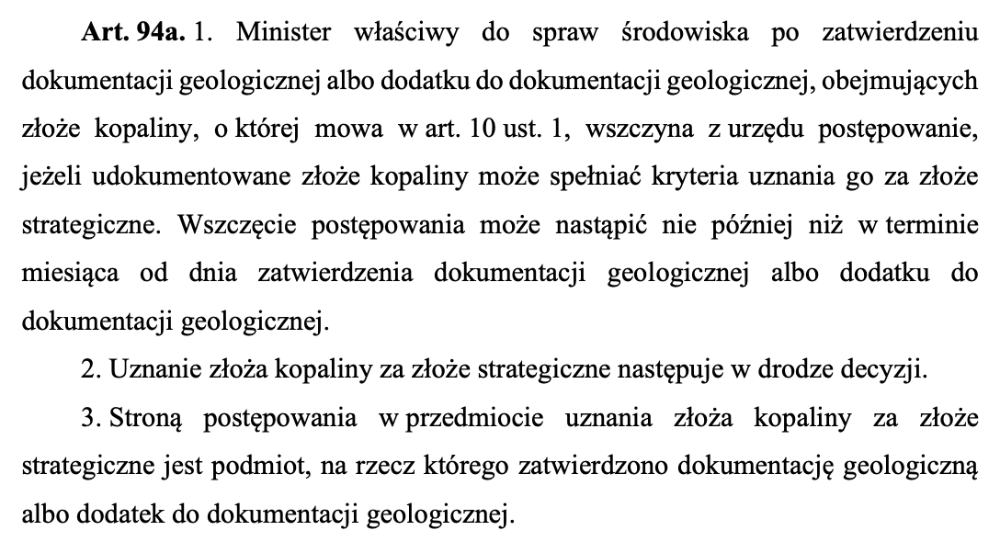 Art. 94a. 1. Minister właściwy do spraw środowiska po zatwierdzeniu
dokumentacji geologicznej albo dodatku do dokumentacji geologicznej, obejmujących
złoże kopaliny, o której mowa w art. 10 ust. 1, wszczyna z urzędu postępowanie,
jeżeli udokumentowane złoże kopaliny może spełniać kryteria uznania go za złoże
strategiczne. Wszczęcie postępowania może nastąpić nie później niż w terminie
miesiąca od dnia zatwierdzenia dokumentacji geologicznej albo dodatku do
dokumentacji geologicznej.
2. Uznanie złoża kopaliny za złoże strategiczne następuje w drodze decyzji.
3. Stroną postępowania w przedmiocie uznania złoża kopaliny za złoże
strategiczne jest podmiot, na rzecz którego zatwierdzono dokumentację geologiczną
albo dodatek do dokumentacji geologicznej.